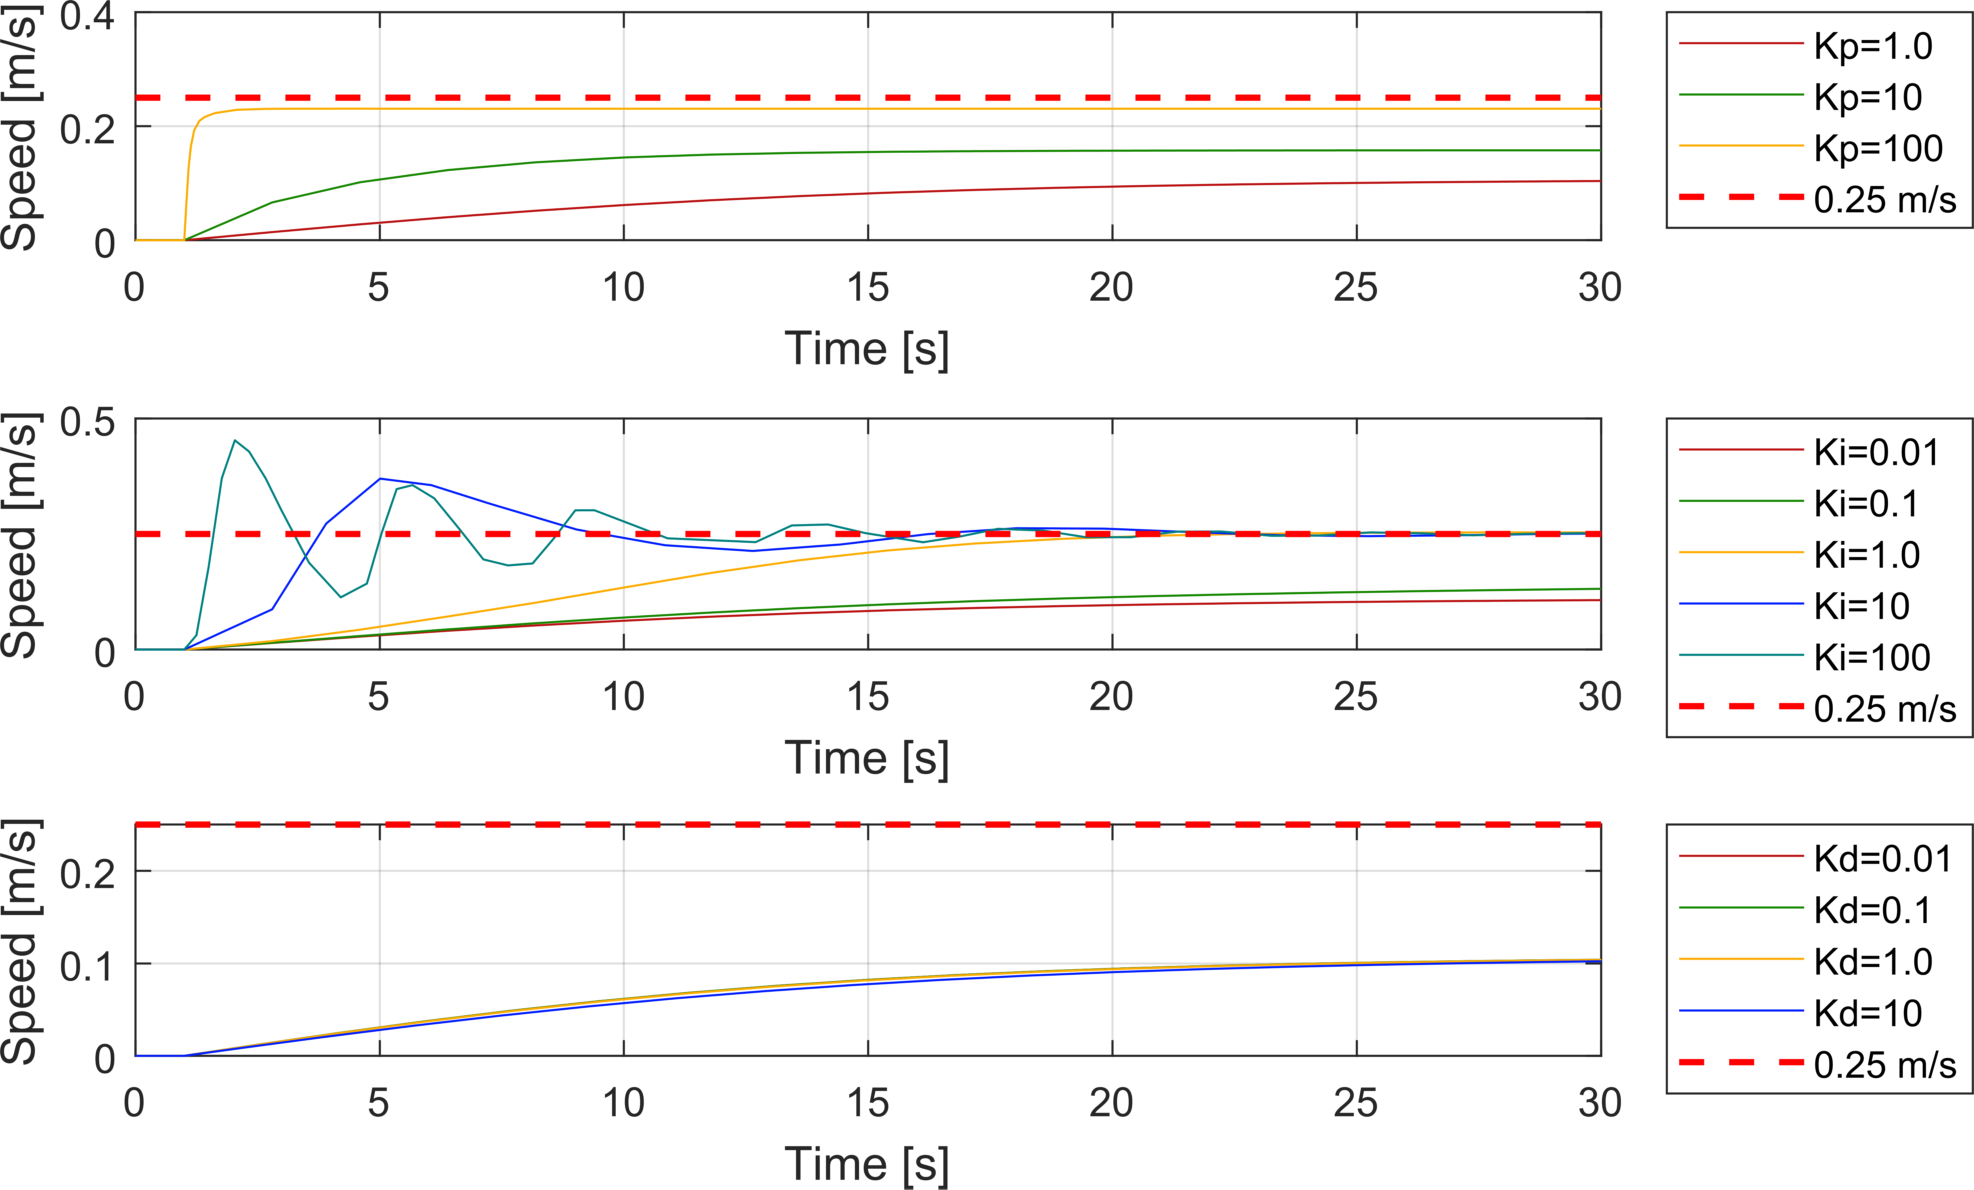 Speed [m/s]
0.4
0.2
0
0 5 10 15 20 25 30
Time [s]
Kp=1.0
Kp=10
Kp=100
0.25 m/s
Speed [m/s]
0.5
0
0 5 10 15 20 25 30
Time [s]
Ki=0.01
Ki=0.1
Ki=1.0
Ki=10
Ki=100
0.25 m/s
Speed [m/s]
0.2
0.1
0
0 5 10 15 20 25 30
Time [s]
Kd=0.01
Kd=0.1
Kd=1.0
Kd=10
0.25 m/s